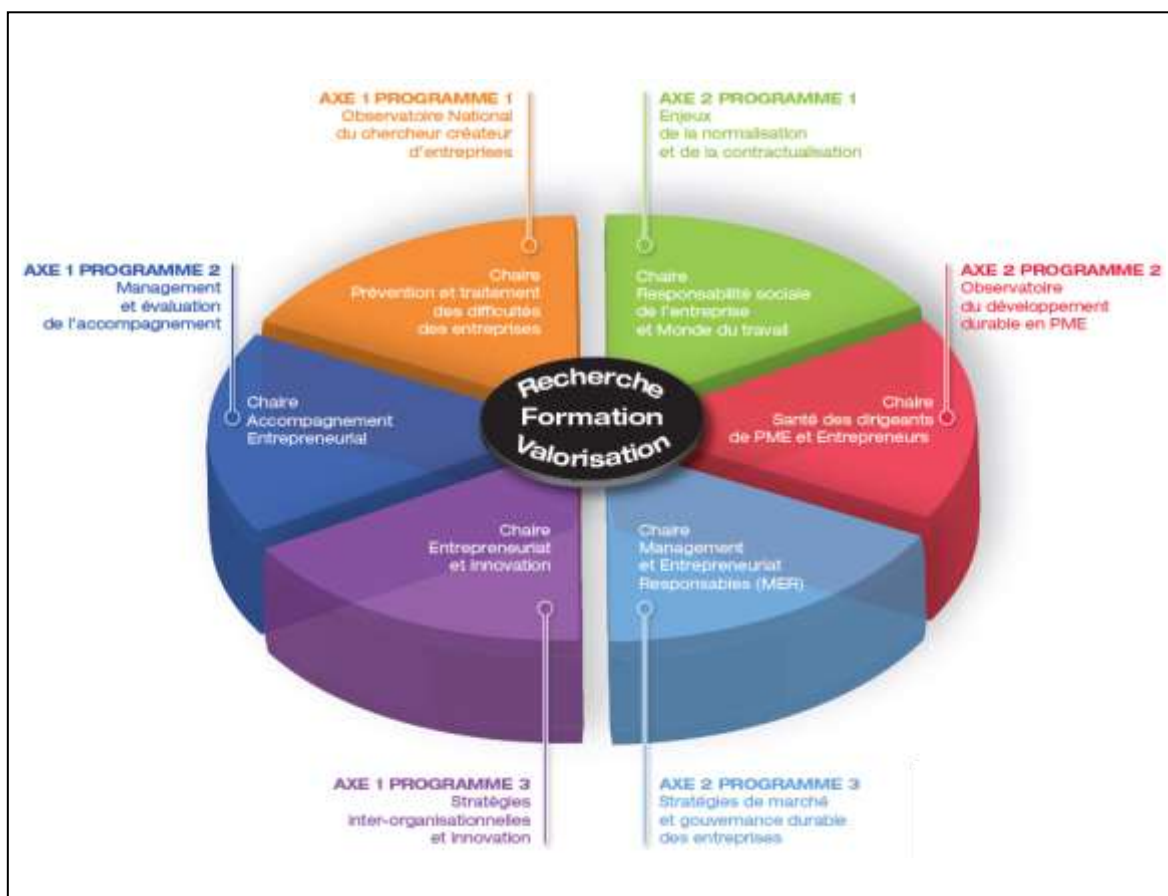 AXE 1 PROGRAMME 1
Observatoire National
du chercheur créateur
d'entreprises
AXE 2 PROGRAMME 1
Enjeux
de la normalisation
et de la contractualisation
AXE 1 PROGRAMME 2
Management
et évaluation
de l'accompagnement
AXE 2 PROGRAMME 2
Observatoire
du développement
durable en PME
Chaire
Prévention et traitement
des difficultés
des entreprises
Chaire
Responsabilité sociale
de l'entreprise
et Monde du travail
Chaire
Accompagnement
Entrepreneurial
Chaire
Santé des dirigeants
de PME et Entrepreneurs
Recherche
Formation
Valorisation
Chaire
Entrepreneuriat
et Innovation
Chaire
Management
et Entrepreneuriat
Responsables (MER)
AXE 1 PROGRAMME 3
Stratégies
inter-organisationnelles
et innovation
AXE 2 PROGRAMME 3
Stratégies de marché
et gouvernance durable
des entreprises